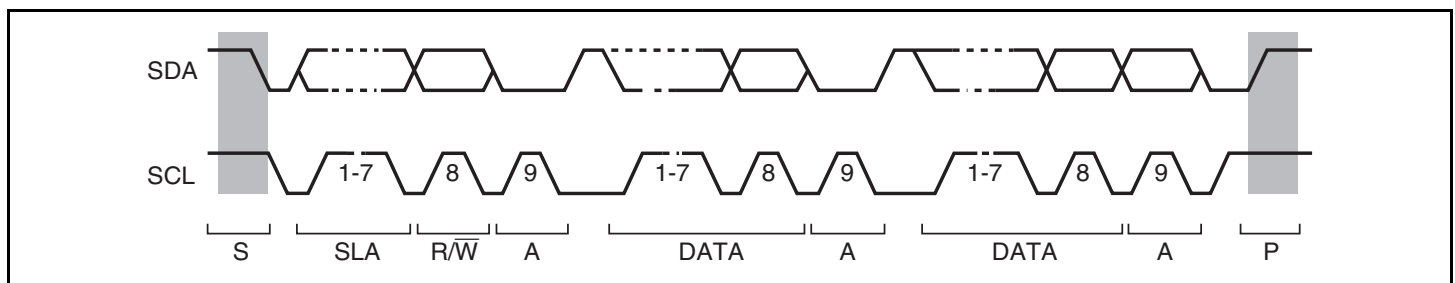 SDA
SCL 1-7 8 9 1-7 8 9 1-7 8 9
S SLA R/W̅ A DATA A DATA A P